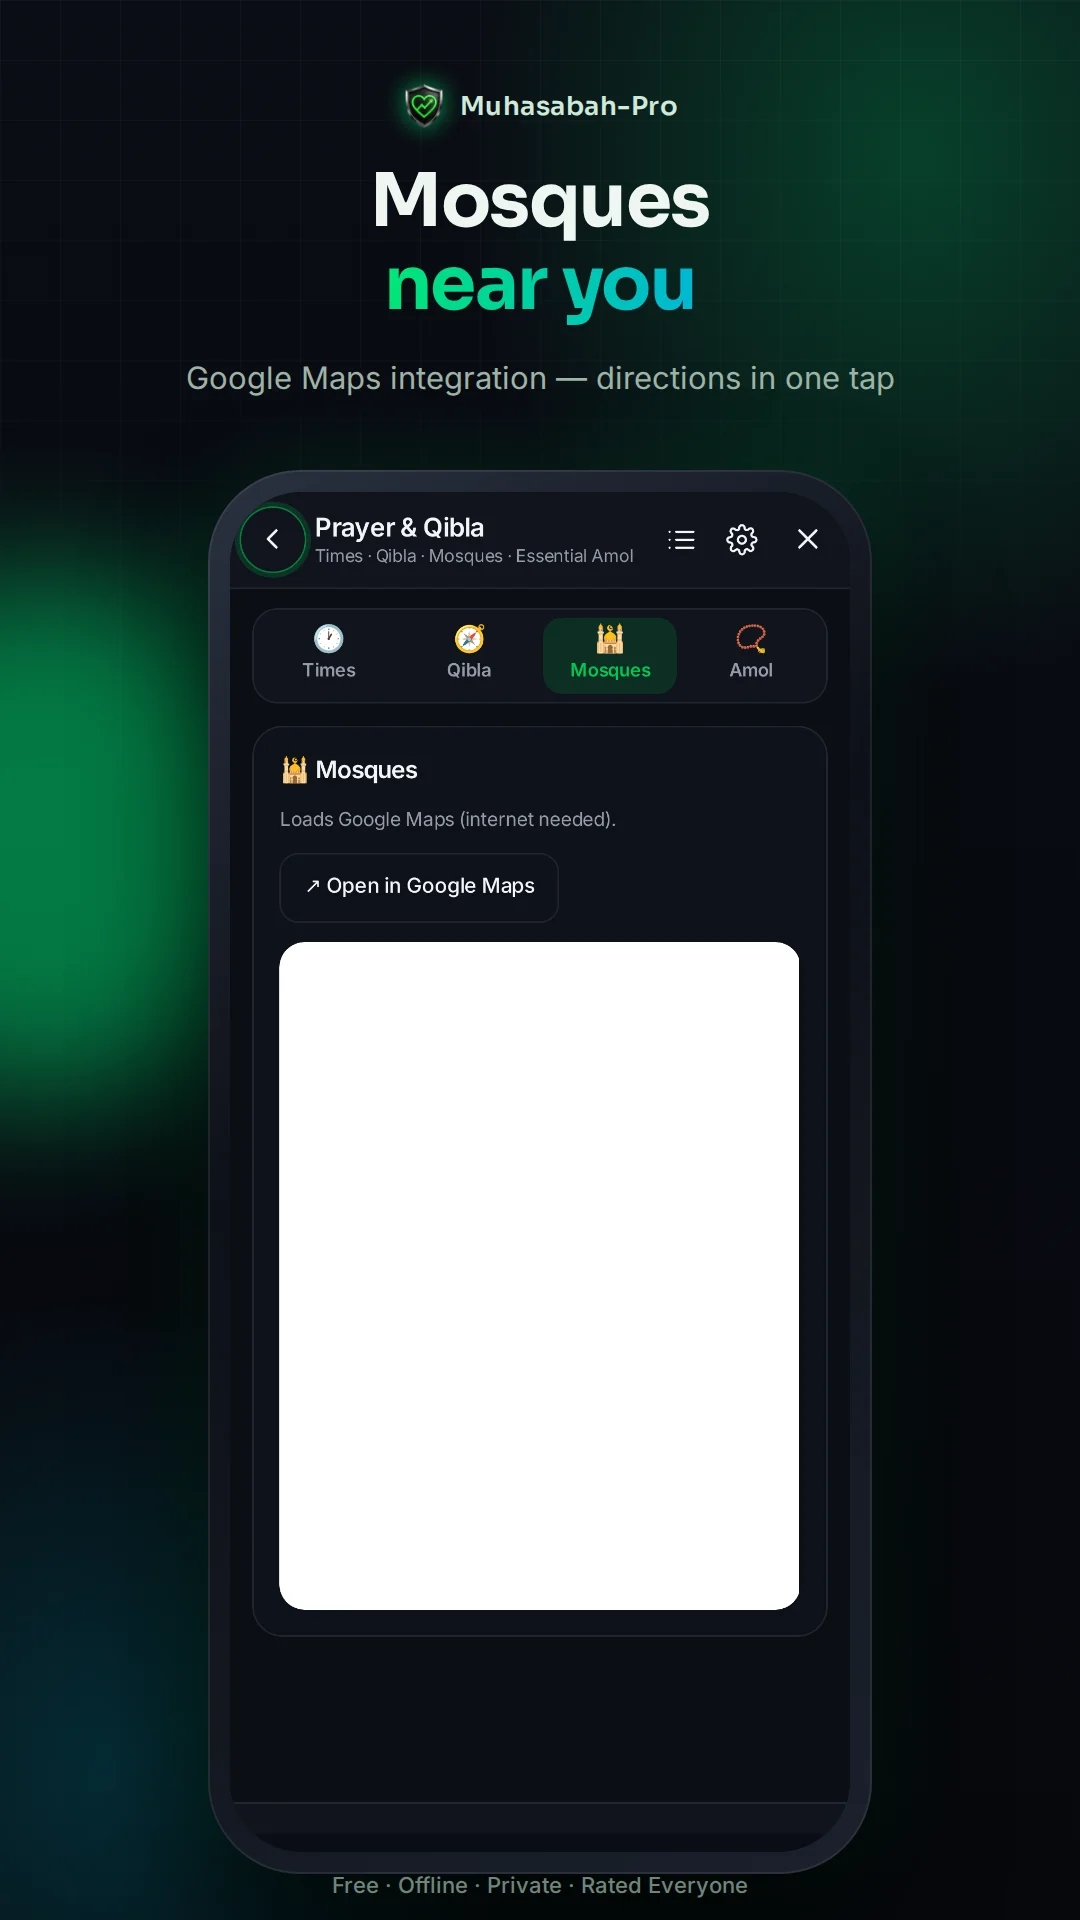 Muhasabah-Pro
Mosques
near you
Google Maps integration — directions in one tap
Prayer & Qibla
Times · Qibla · Mosques · Essential Amol
Times
Qibla
Mosques
Amol
Mosques
Loads Google Maps (internet needed).
↗ Open in Google Maps
Free · Offline · Private · Rated Everyone